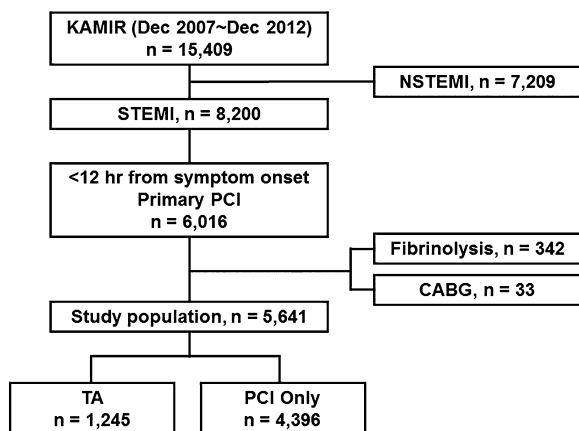 KAMIR (Dec 2007~Dec 2012)
n = 15,409
NSTEMI, n = 7,209
STEMI, n = 8,200
<12 hr from symptom onset
Primary PCI
n = 6,016
Fibrinolysis, n = 342
CABG, n = 33
Study population, n = 5,641
TA
n = 1,245
PCI Only
n = 4,396